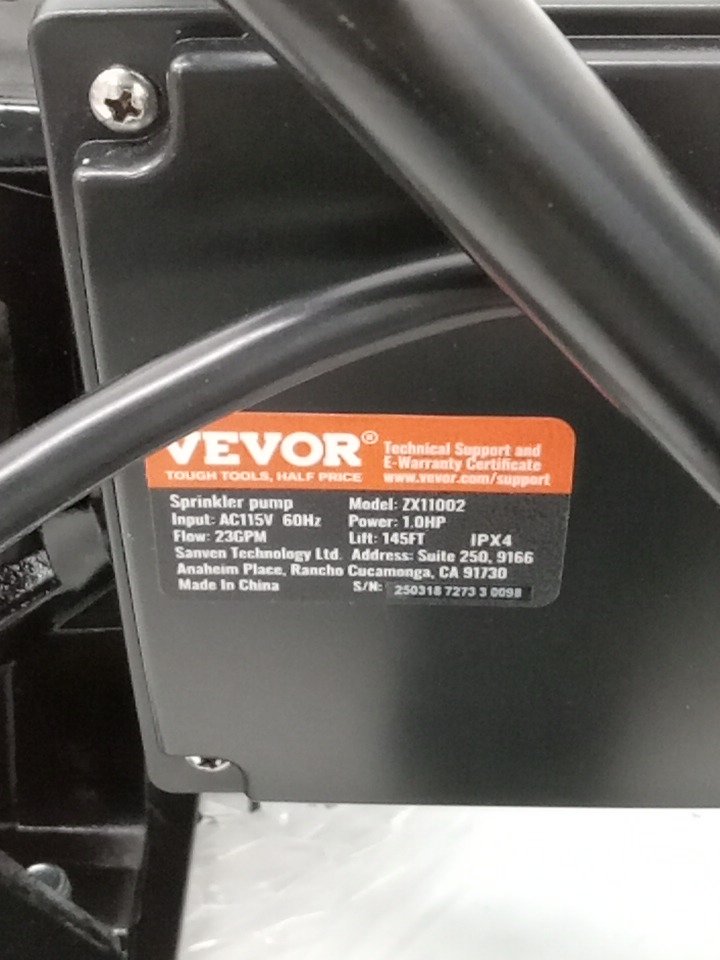 VEVOR®
TOUGH TOOLS, HALF PRICE
Technical Support and
E-Warranty Certificate
www.vevor.com/support
Sprinkler pump Model: ZX11002
Input: AC115V 60Hz Power: 1.0HP
Flow: 23GPM Lift: 145FT IPX4
Sanven Technology Ltd. Address: Suite 250, 9166
Anaheim Place, Rancho Cucamonga, CA 91730
Made In China S/N: 250318 7273 3 0098